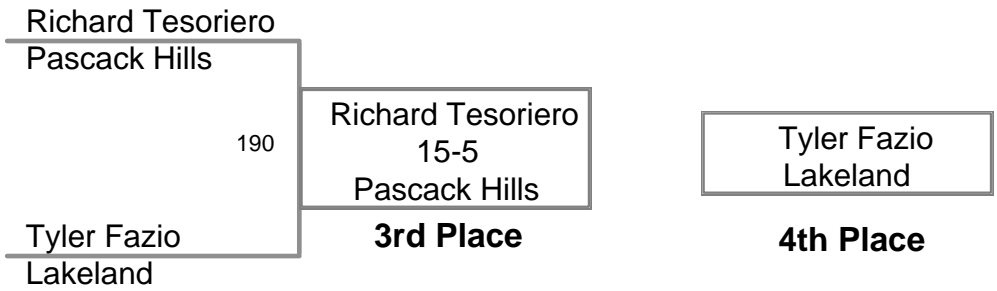 Richard Tesoriero
Pascack Hills
190
Richard Tesoriero
15-5
Pascack Hills
3rd Place
Tyler Fazio
Lakeland
4th Place
Tyler Fazio
Lakeland